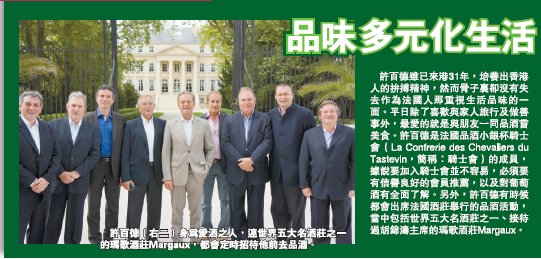 品味多元化生活
許百德雖已來港31年，培養出香港
人的拚搏精神，然而骨子裏卻沒有失
去作為法國人那重視生活品味的一
面。平日除了喜歡與家人旅行及做善
事外，最愛的就是與朋友一同品酒嘗
美食。許百德是法國品酒小銀杯騎士
會（La Confrerie des Chevaliers du
Tastevin，簡稱：騎士會）的成員，
據說要加入騎士會並不容易，必須要
有信譽良好的會員推薦，以及對葡萄
酒有全面了解。另外，許百德有時候
都會出席法國酒莊舉行的品酒活動，
當中包括世界五大名酒莊之一、接待
過胡錦濤主席的瑪歌酒莊Margaux。
許百德（右二）身為愛酒之人，連世界五大名酒莊之一
的瑪歌酒莊Margaux，都會定時招待他前去品酒。